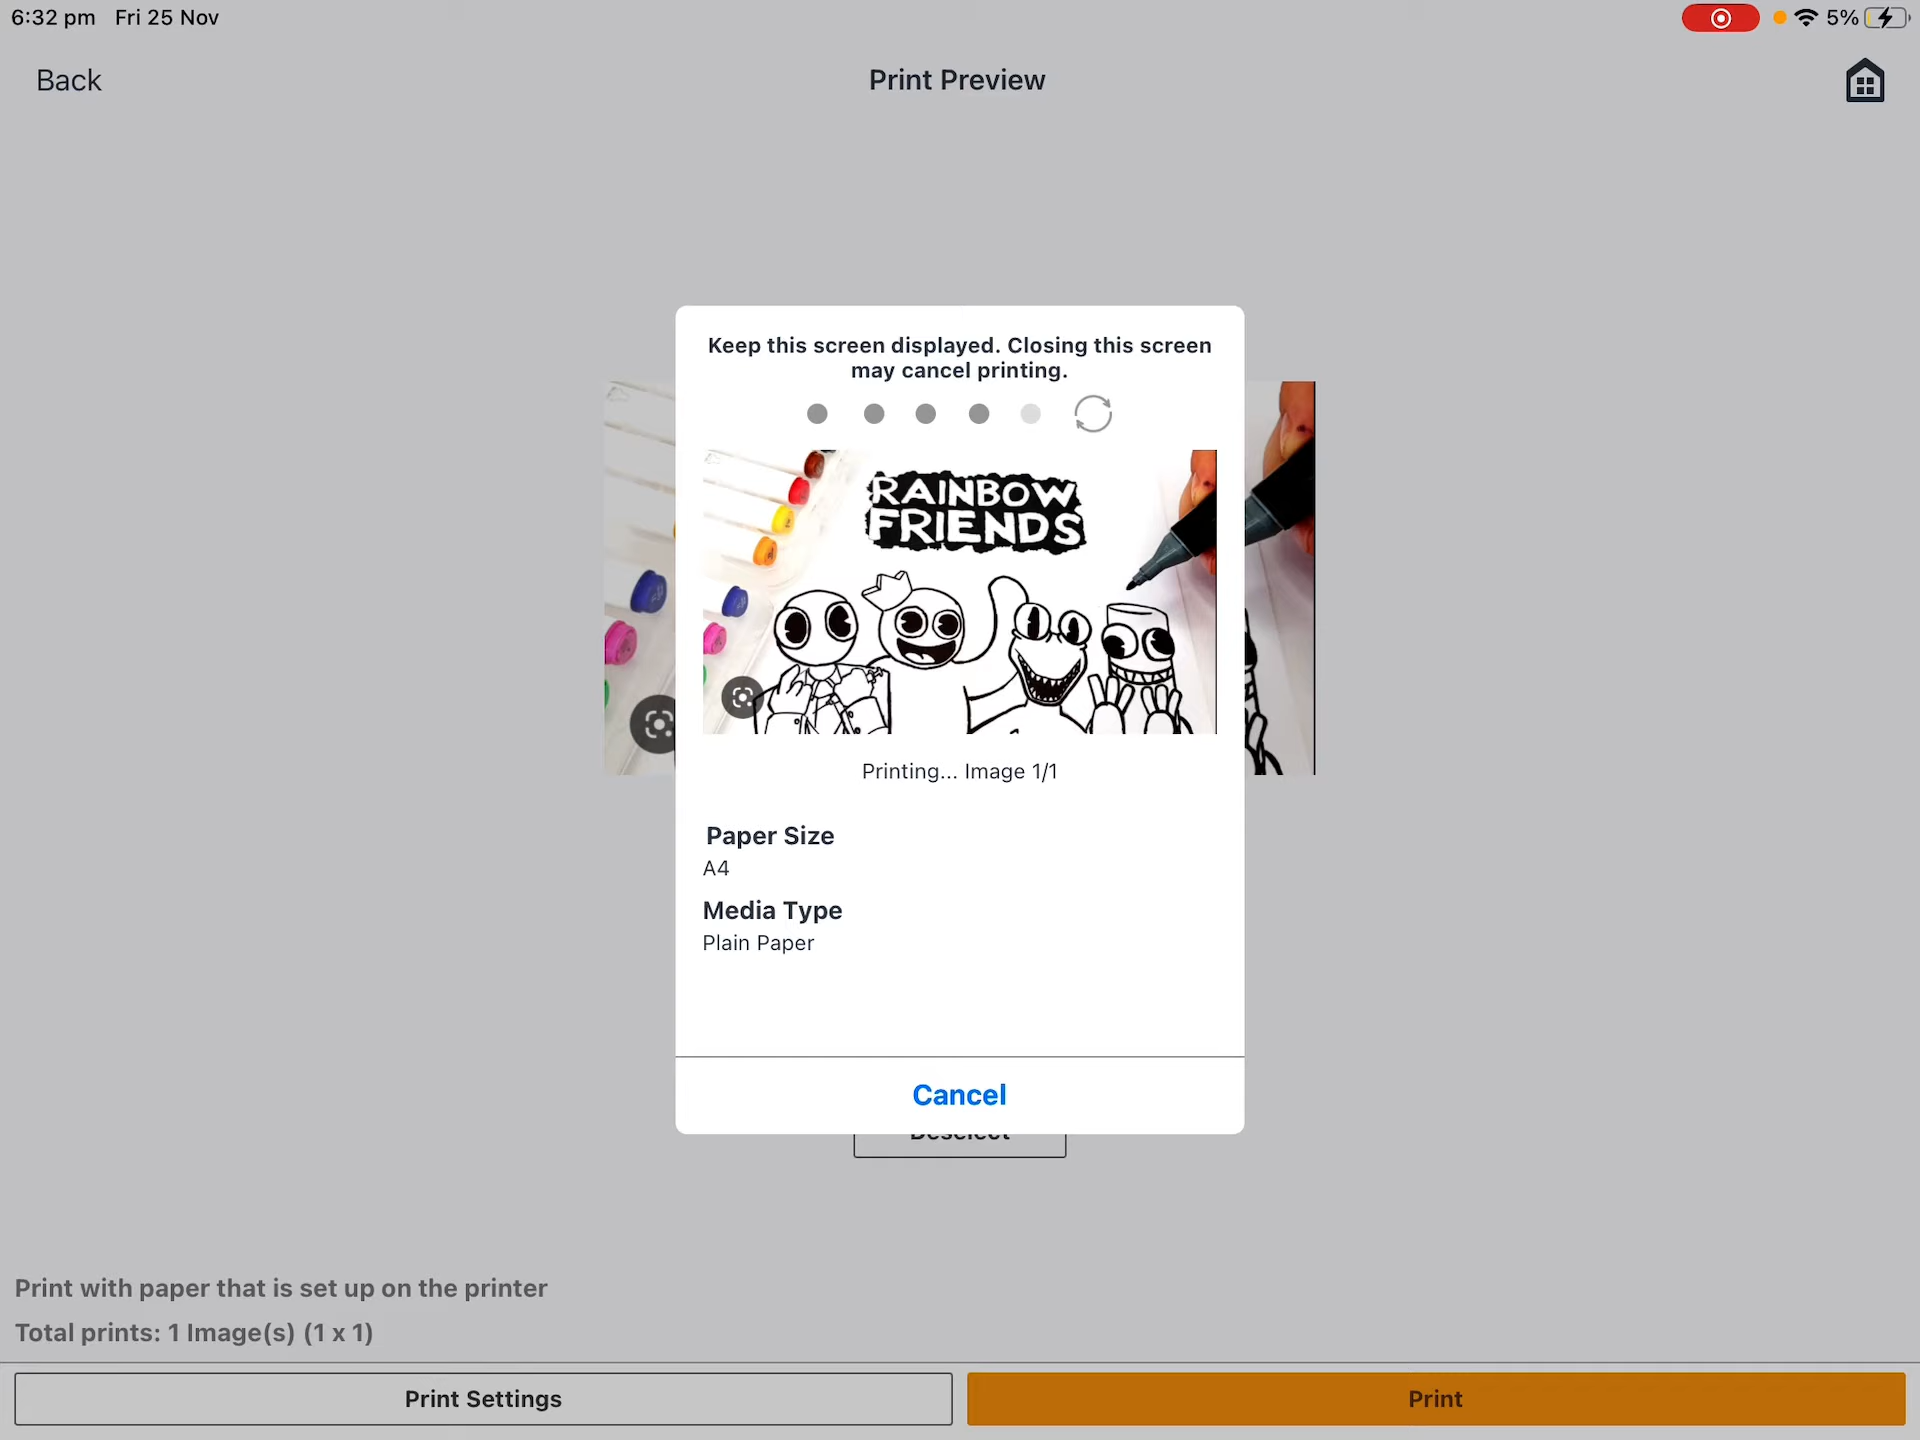 6:32 pm Fri 25 Nov
5%
Back
Print Preview
Keep this screen displayed. Closing this screen
may cancel printing.
RAINBOW
FRIENDS
Printing... Image 1/1
Paper Size
A4
Media Type
Plain Paper
Cancel
Deselect
Print with paper that is set up on the printer
Total prints: 1 Image(s) (1 x 1)
Print Settings
Print